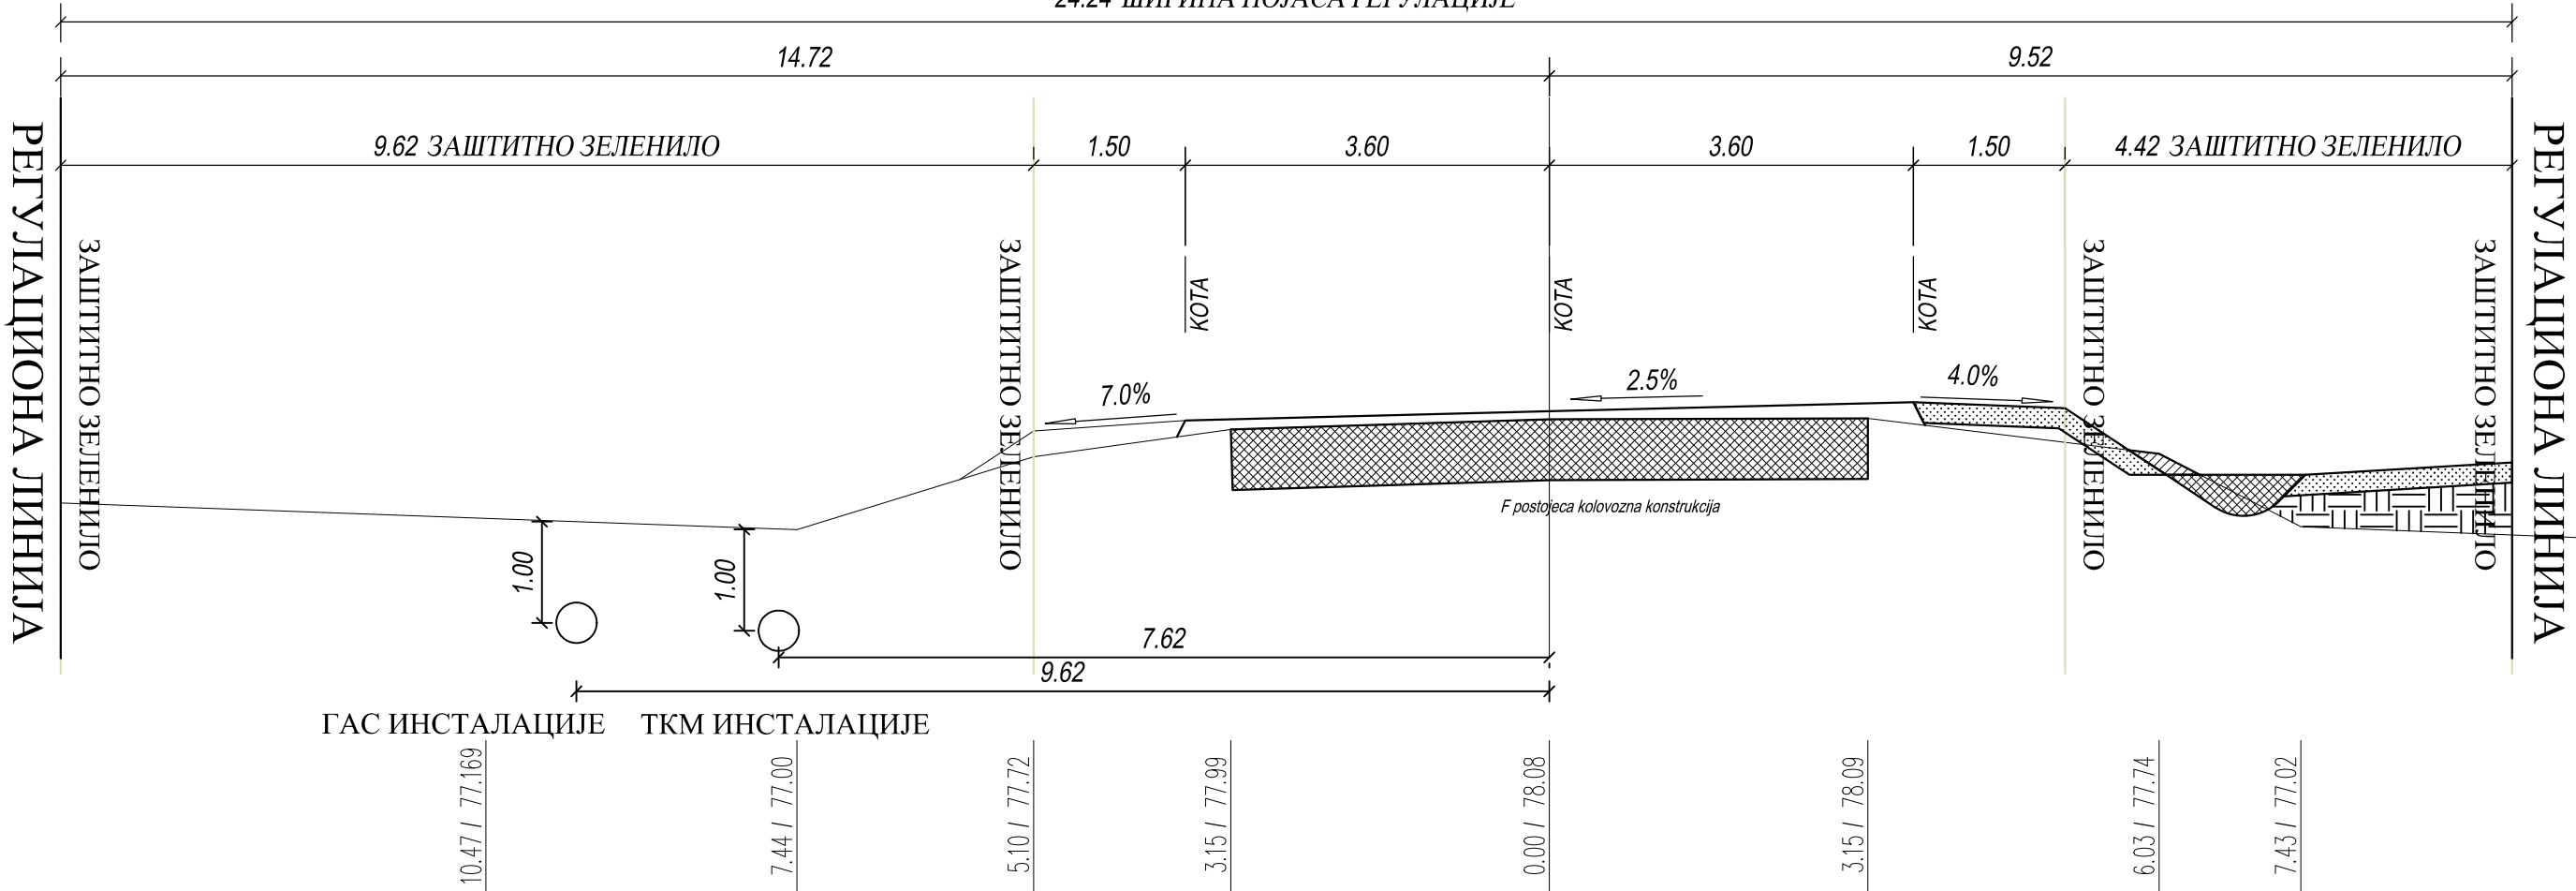 24.24 ШИРИНА ПОЈАСА РЕГУЛАЦИЈЕ
14.72
9.52
9.62 ЗАШТИТНО ЗЕЛЕНИЛО
1.50
3.60
3.60
1.50
4.42 ЗАШТИТНО ЗЕЛЕНИЛО
РЕГУЛАЦИОНА ЛИНИЈА
ЗАШТИТНО ЗЕЛЕНИЛО
ЗАШТИТНО ЗЕЛЕНИЛО
КОТА
КОТА
КОТА
ЗАШТИТНО ЗЕЛЕНИЛО
ЗАШТИТНО ЗЕЛЕНИЛО
РЕГУЛАЦИОНА ЛИНИЈА
7.0%
2.5%
4.0%
F postojeca kolovozna konstrukcija
1.00
1.00
7.62
9.62
ГАС ИНСТАЛАЦИЈЕ
ТКМ ИНСТАЛАЦИЈЕ
10.47 / 77.169
7.44 / 77.00
5.10 / 77.72
3.15 / 77.99
0.00 / 78.08
3.15 / 78.09
6.03 / 77.74
7.43 / 77.02